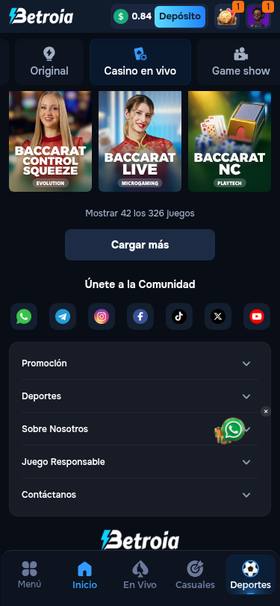 Betroia
$ 0.84 Depósito
1 1
Original
Casino en vivo
Game show
BACCARAT CONTROL SQUEEZE
EVOLUTION
BACCARAT LIVE
MICROGAMING
BACCARAT NC
PLAYTECH
Mostrar 42 los 326 juegos
Cargar más
Únete a la Comunidad
Promoción
Deportes
Sobre Nosotros
Juego Responsable
Contáctanos
Betroia
Menú
Inicio
En Vivo
Casuales
Deportes